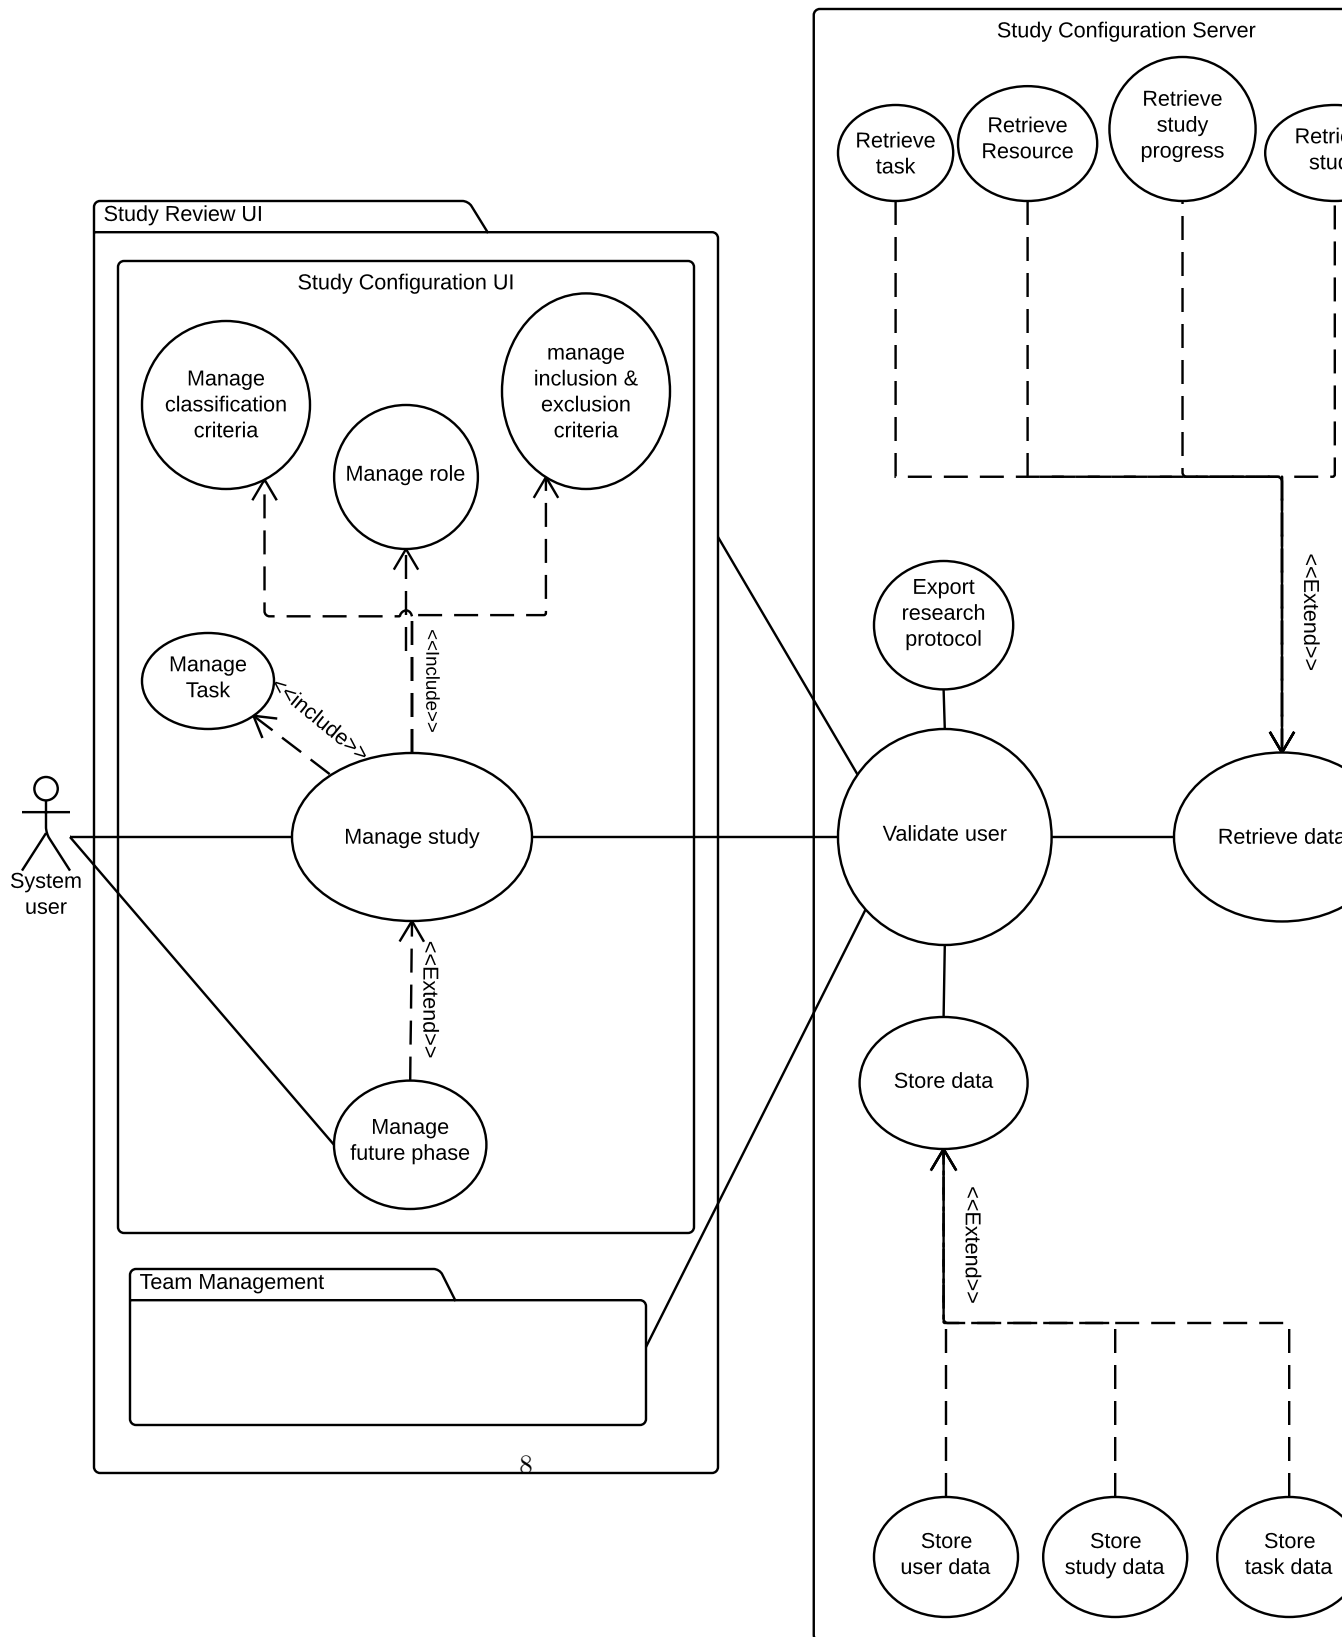 Study Configuration Server
Retrieve
task
Retrieve
Resource
Retrieve
study
progress
Study Review UI
Study Configuration UI
Manage
classification
criteria
Manage role
manage
inclusion &
exclusion
criteria
<<Include>>
Manage
Task
<<include>>
Manage study
System
user
<<Extend>>
Manage
future phase
Team Management
8
Export
research
protocol
<<Extend>>
Validate user
Retrieve data
Store data
<<Extend>>
Store
user data
Store
study data
Store
task data